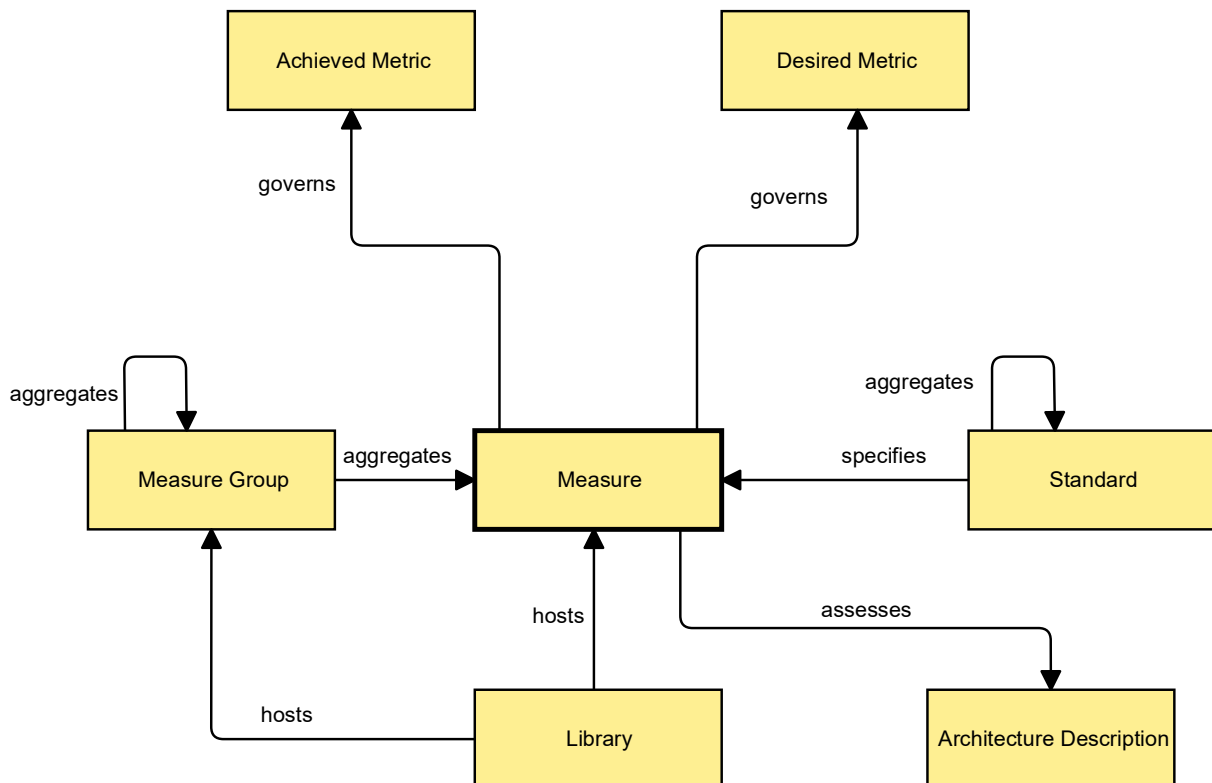 Achieved Metric
Desired Metric
governs
governs
aggregates
aggregates
Measure Group
aggregates
Measure
specifies
Standard
hosts
assesses
hosts
Library
Architecture Description